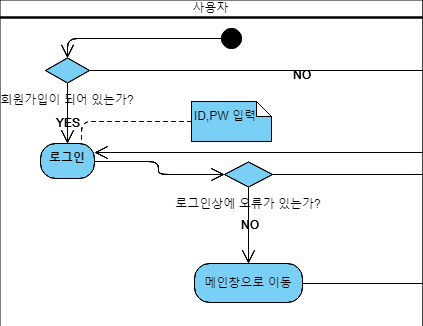 사용자
NO
회원가입이 되어 있는가?
ID,PW 입력
YES
로그인
로그인상에 오류가 있는가?
NO
메인창으로 이동